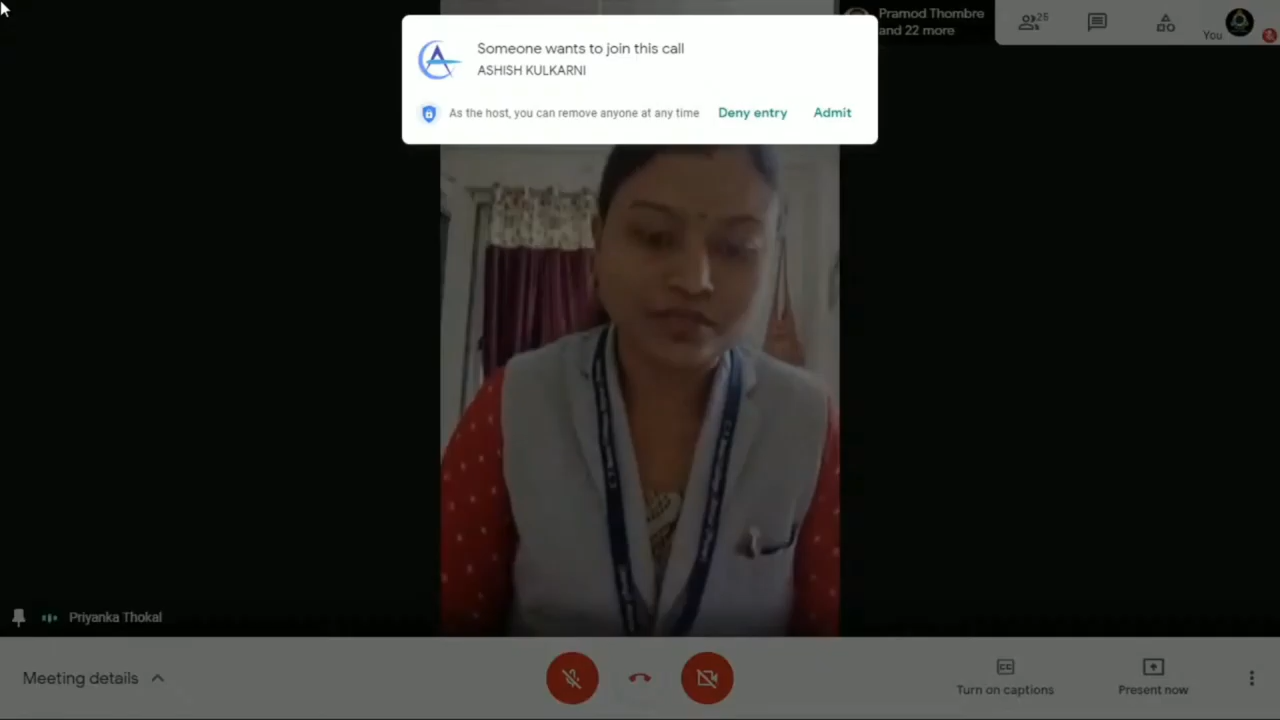 Someone wants to join this call
ASHISH KULKARNI
As the host, you can remove anyone at any time
Deny entry
Admit
Pramod Thombre
and 22 more
25
You
Priyanka Thokal
Meeting details
CC
Turn on captions
Present now